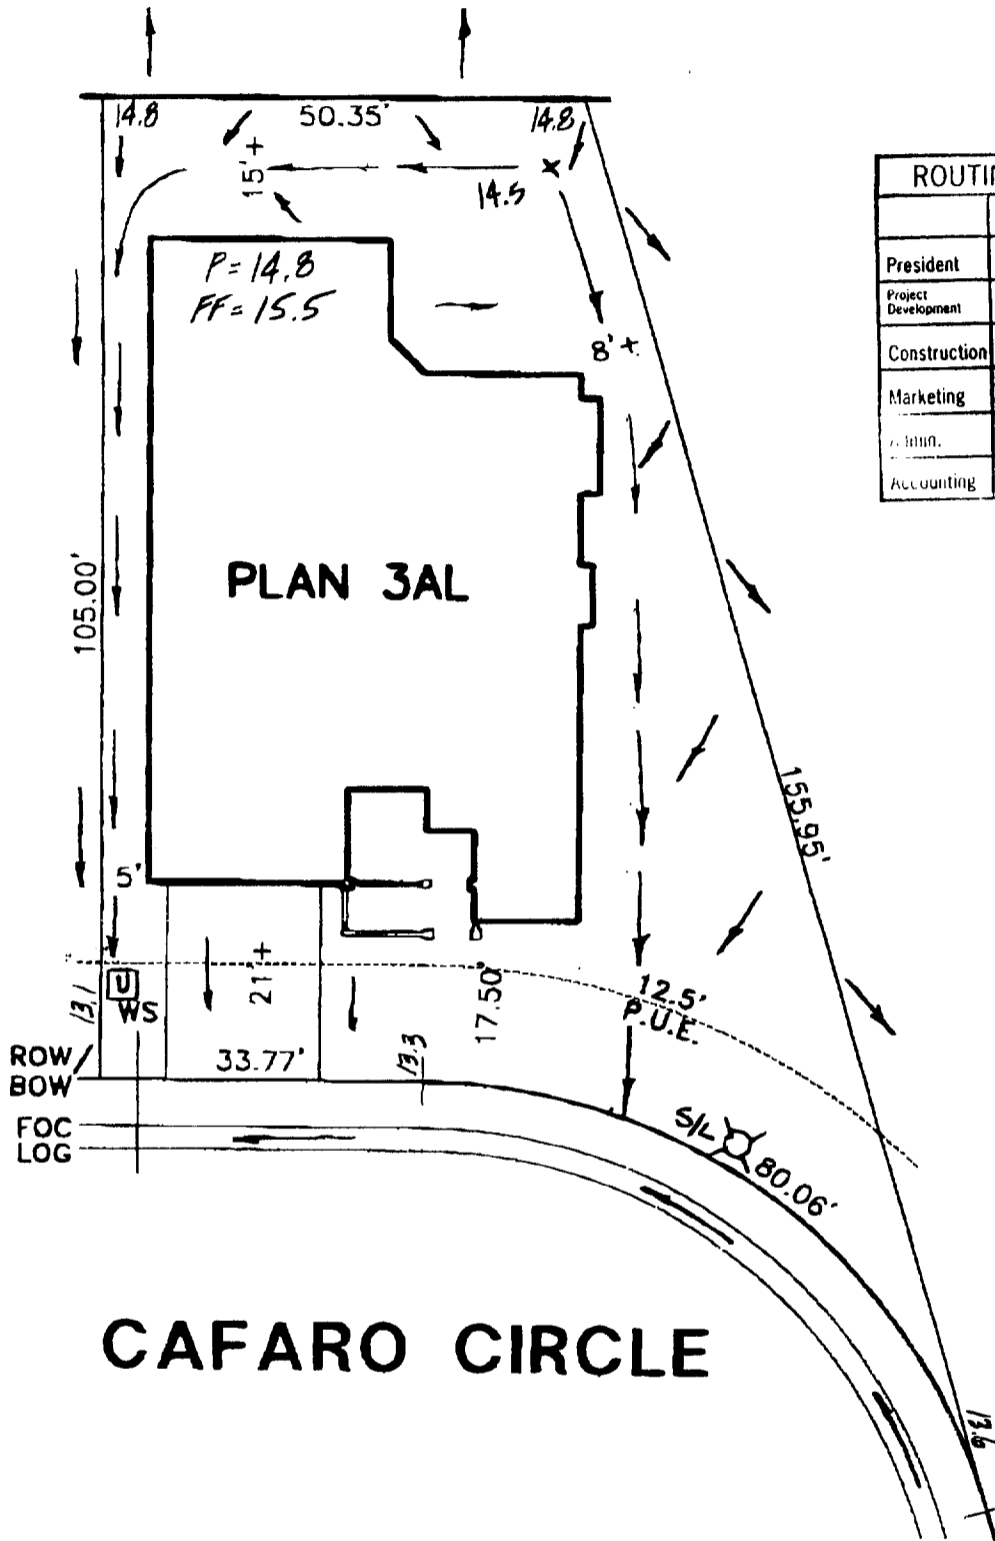 14.8
50.35'
14.8
15'+
14.5
P=14.8
FF=15.5
8'+
ROUTI
President
Project
Development
Construction
Marketing
Accounting
105.00'
PLAN 3AL
155.95'
5'
13.1
U
WS
21'+
17.50'
12.5'
P.U.E.
ROW
BOW
33.77'
13.3
FOC
LOG
S/L
80.06'
CAFARO CIRCLE
13.6